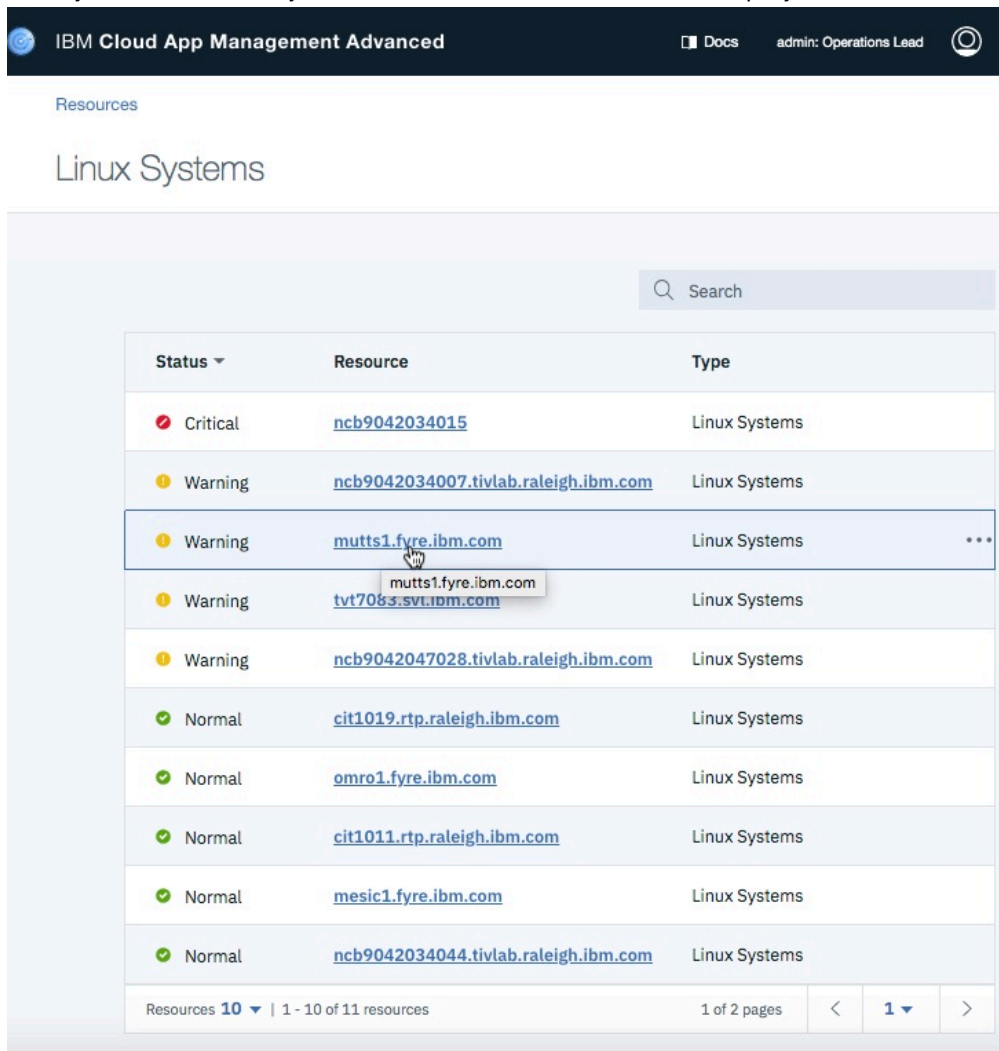 IBM Cloud App Management Advanced Docs admin: Operations Lead
Resources
Linux Systems
Search
Status Resource Type
Critical ncb9042034015 Linux Systems
Warning ncb9042034007.tivlab.raleigh.ibm.com Linux Systems
Warning mutts1.fyre.ibm.com Linux Systems ...
mutts1.fyre.ibm.com
Warning tvt7083.svt.ibm.com Linux Systems
Warning ncb9042047028.tivlab.raleigh.ibm.com Linux Systems
Normal cit1019.rtp.raleigh.ibm.com Linux Systems
Normal omro1.fyre.ibm.com Linux Systems
Normal cit1011.rtp.raleigh.ibm.com Linux Systems
Normal mesic1.fyre.ibm.com Linux Systems
Normal ncb9042034044.tivlab.raleigh.ibm.com Linux Systems
Resources 10 | 1 - 10 of 11 resources 1 of 2 pages < 1 >